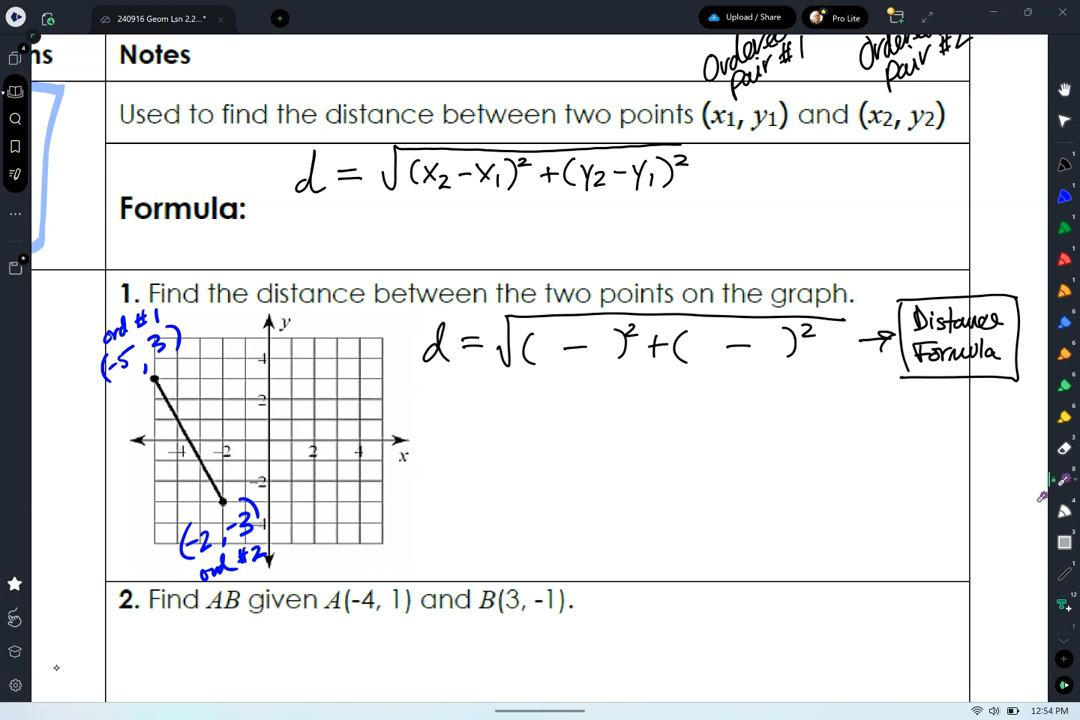 240916 Geom Lsn 2.2...*
Upload / Share
Pro Lite
ns
Notes
Ordered Pair #1
Ordered Pair #2
Used to find the distance between two points (x1, y1) and (x2, y2)
d = √(x₂ - x₁)² + (y₂ - y₁)²
Formula:
1. Find the distance between the two points on the graph.
d = √( - )² + ( - )² → Distance Formula
ord #1
(-5, 3)
y
4
2
-4 -2 2 4
x
-2
-4
(-2, -3)
ord #2
2. Find AB given A(-4, 1) and B(3, -1).
12:54 PM